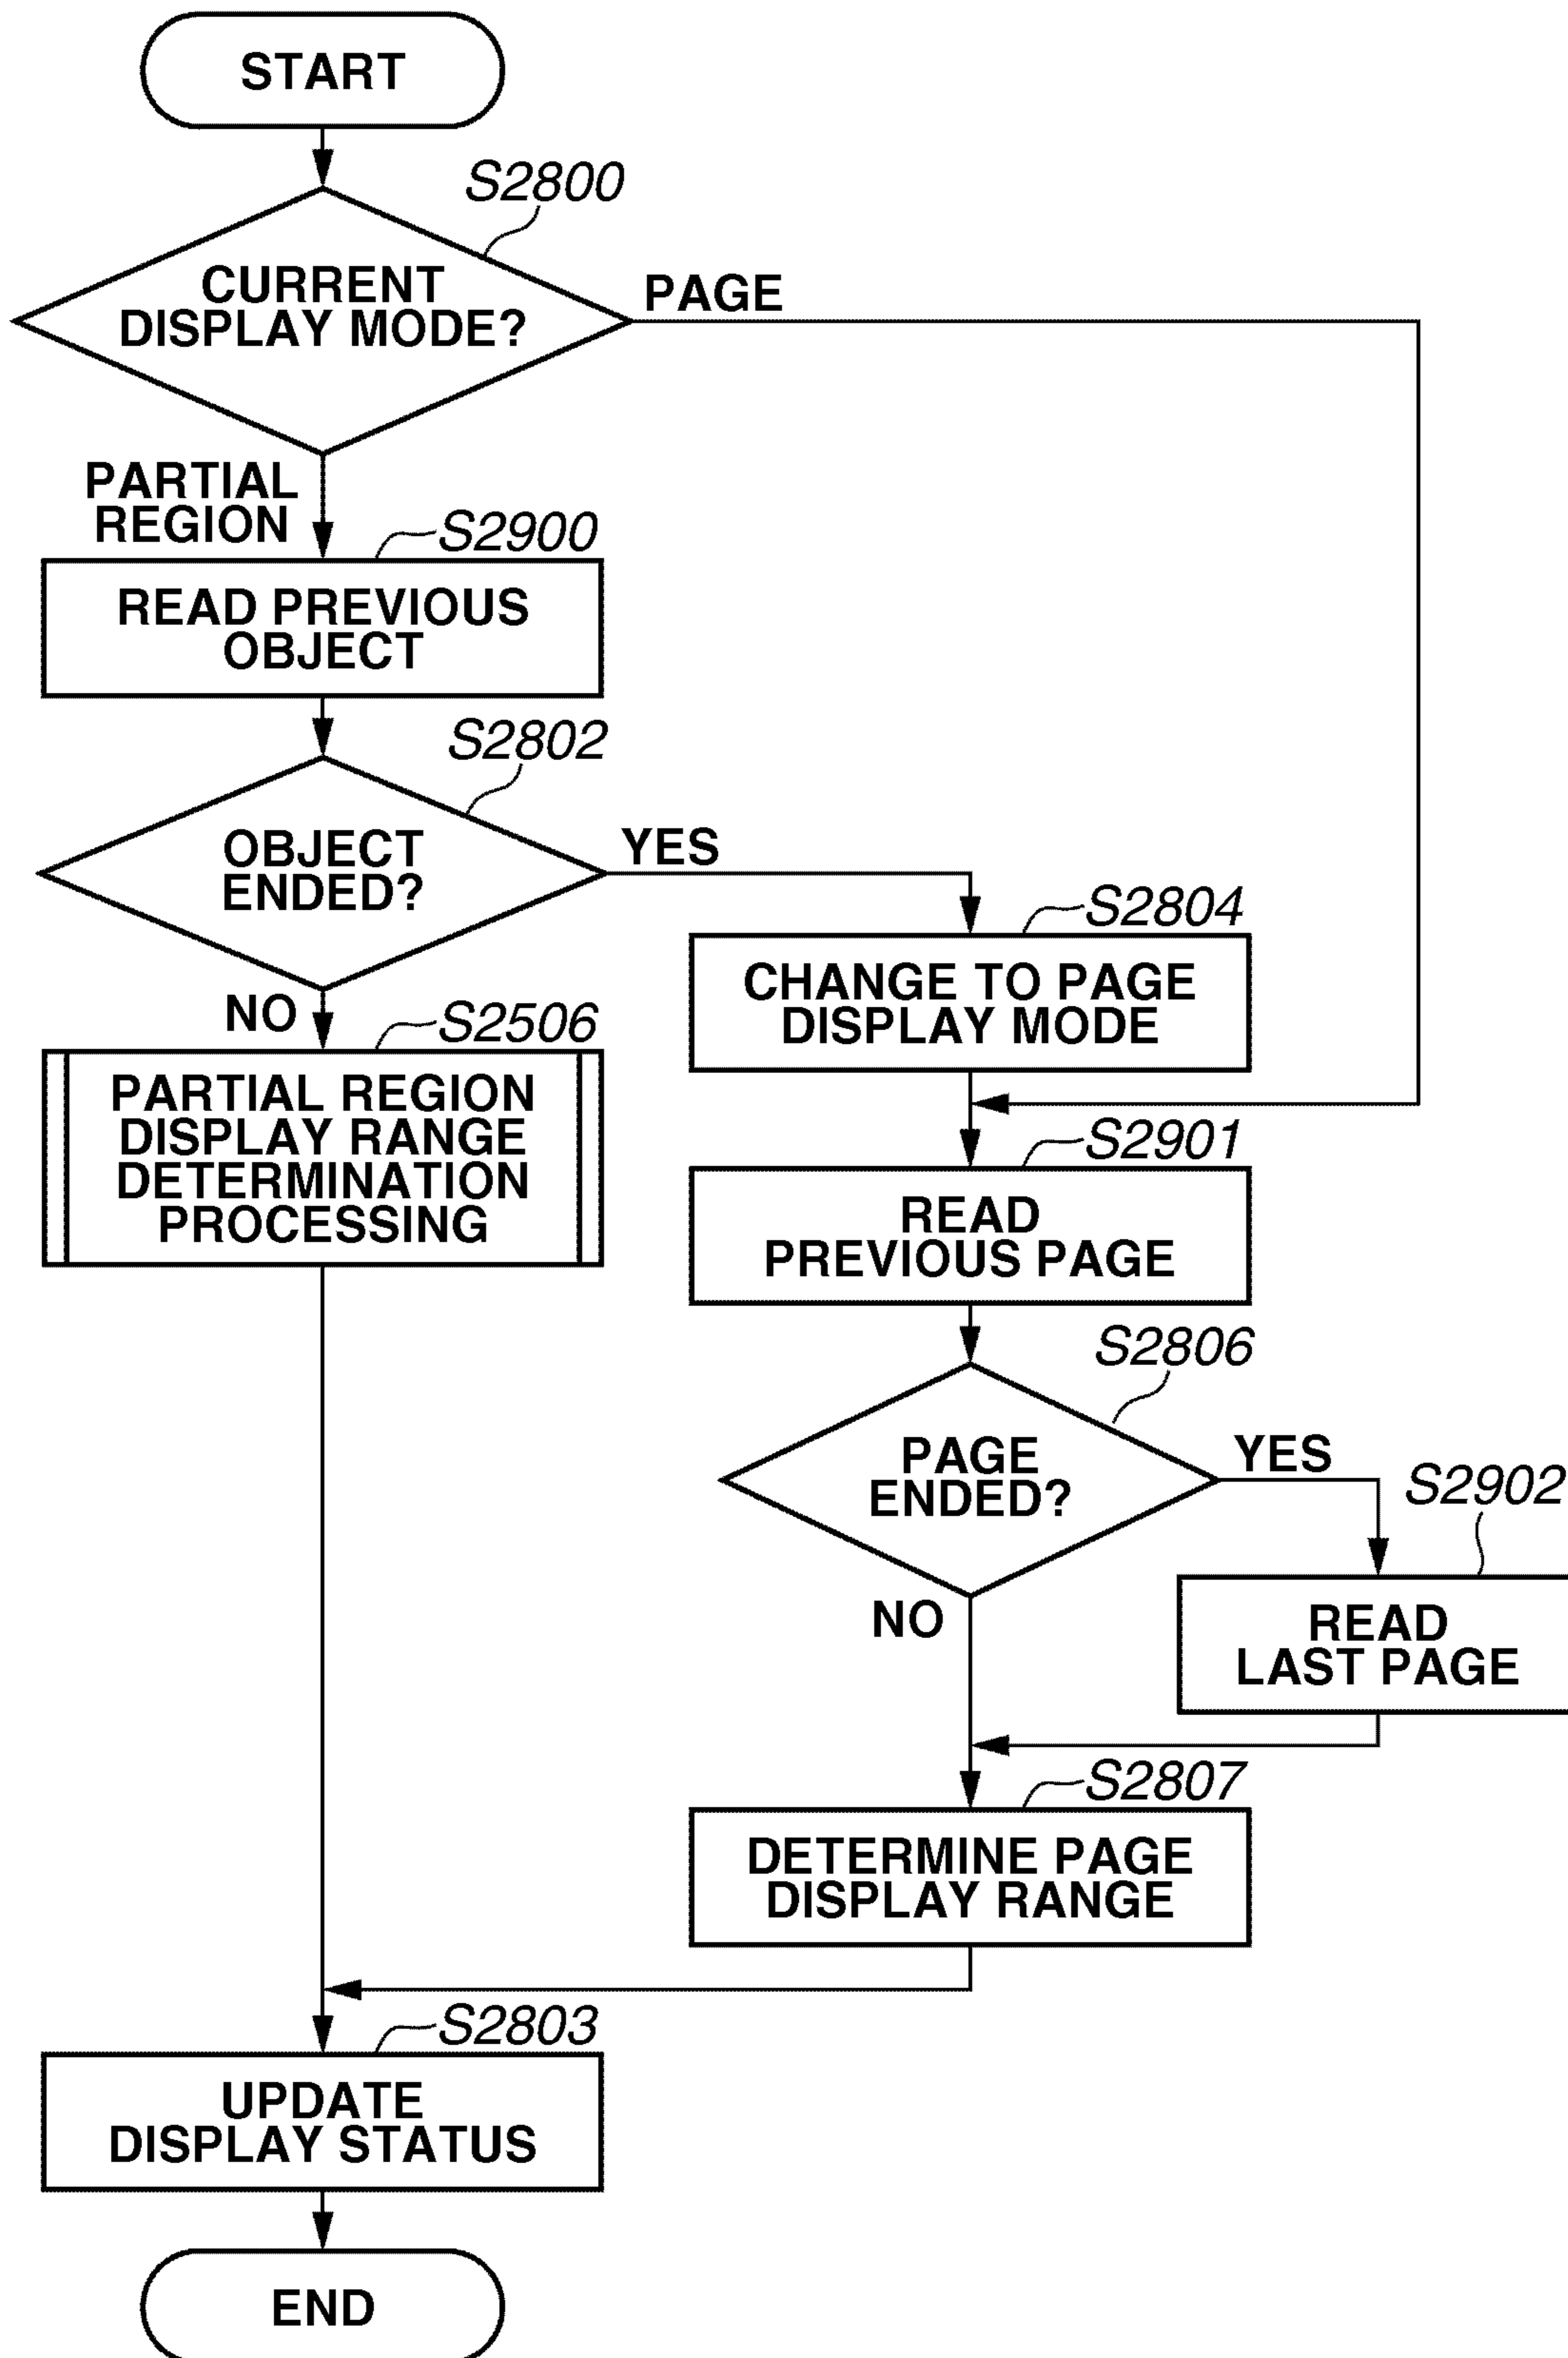 START
S2800
CURRENT
DISPLAY MODE?
PAGE
PARTIAL
REGION
S2900
READ PREVIOUS
OBJECT
S2802
OBJECT
ENDED?
YES
NO
S2804
CHANGE TO PAGE
DISPLAY MODE
S2506
PARTIAL REGION
DISPLAY RANGE
DETERMINATION
PROCESSING
S2901
READ
PREVIOUS PAGE
S2806
PAGE
ENDED?
YES
S2902
READ
LAST PAGE
NO
S2807
DETERMINE PAGE
DISPLAY RANGE
S2803
UPDATE
DISPLAY STATUS
END